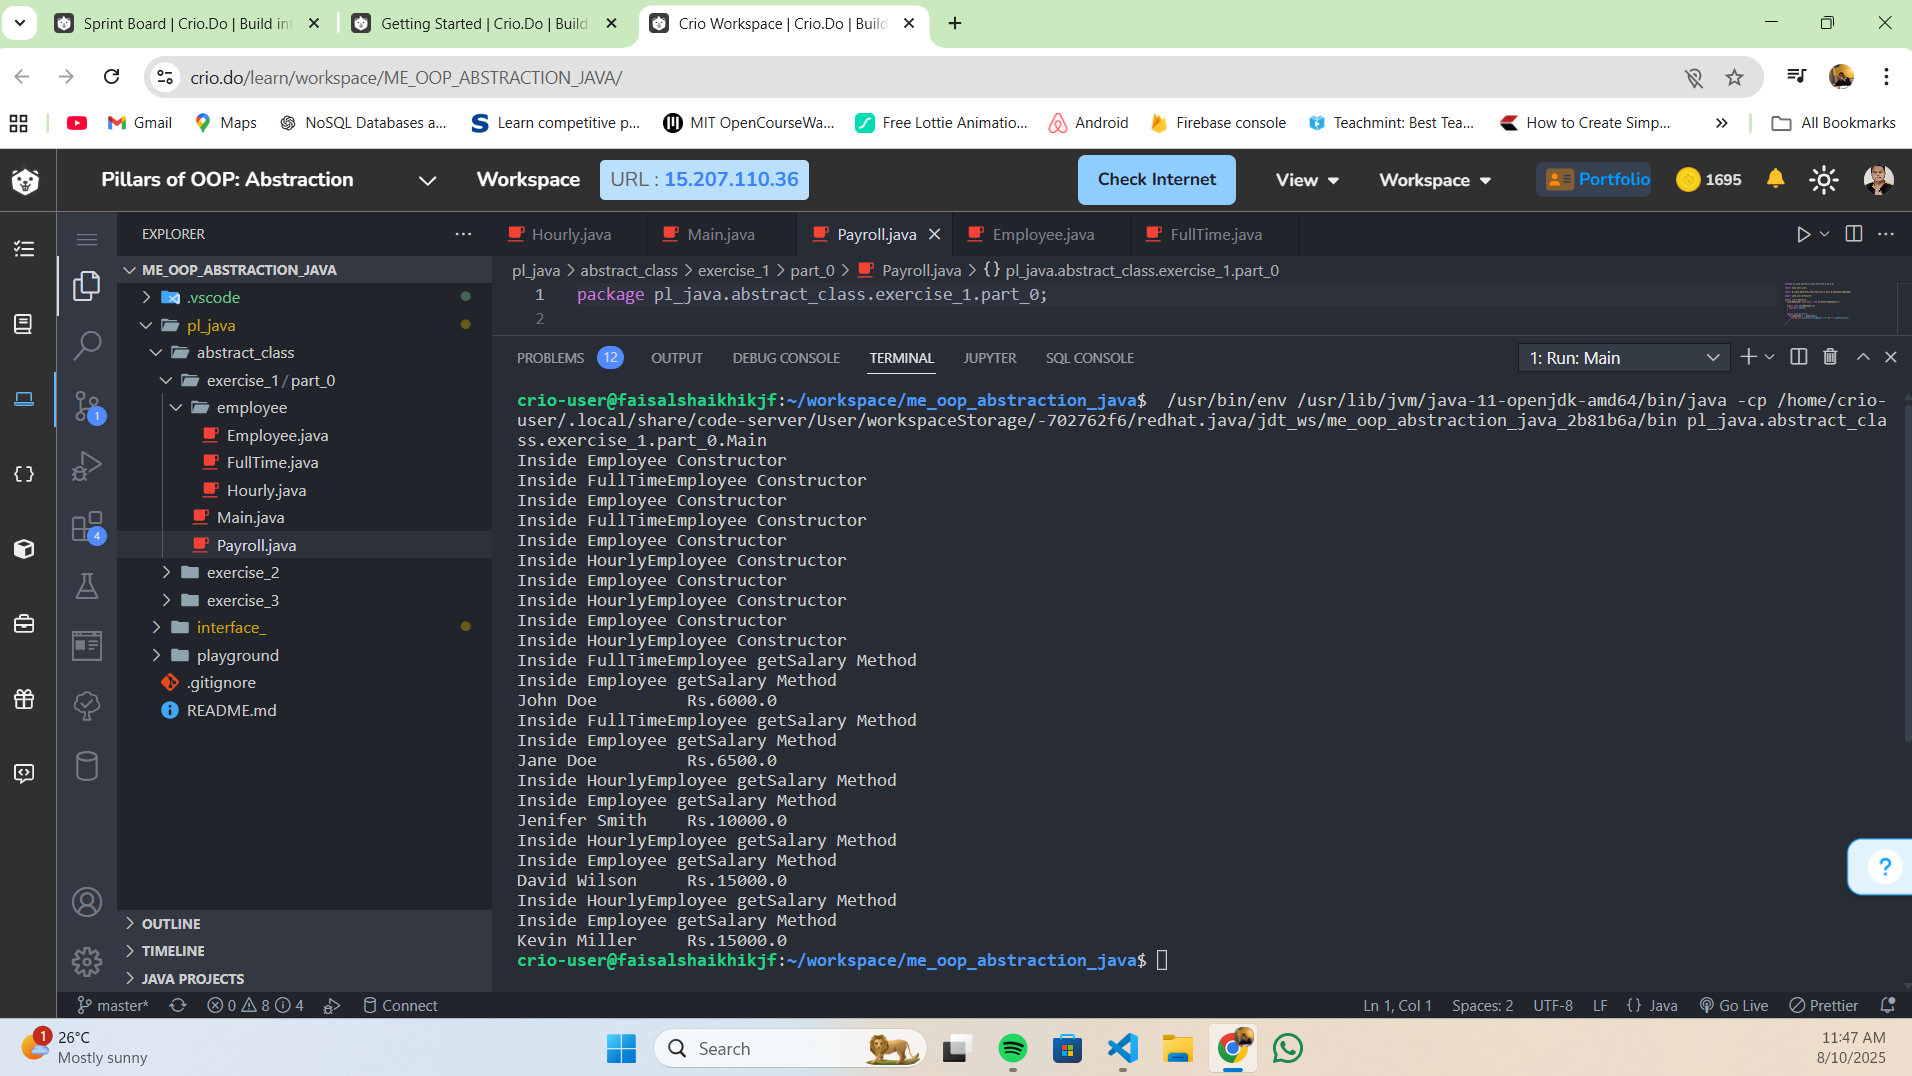 Sprint Board | Crio.Do | Build in
Getting Started | Crio.Do | Build
Crio Workspace | Crio.Do | Build
crio.do/learn/workspace/ME_OOP_ABSTRACTION_JAVA/
Gmail
Maps
NoSQL Databases a...
Learn competitive p...
MIT OpenCourseWa...
Free Lottie Animatio...
Android
Firebase console
Teachmint: Best Tea...
How to Create Simp...
All Bookmarks
Pillars of OOP: Abstraction
Workspace
URL : 15.207.110.36
Check Internet
View
Workspace
Portfolio
1695
EXPLORER
Hourly.java
Main.java
Payroll.java
Employee.java
FullTime.java
ME_OOP_ABSTRACTION_JAVA
.vscode
pl_java
abstract_class
exercise_1 / part_0
employee
Employee.java
FullTime.java
Hourly.java
Main.java
Payroll.java
exercise_2
exercise_3
interface_
playground
.gitignore
README.md
OUTLINE
TIMELINE
JAVA PROJECTS
1
4
pl_java > abstract_class > exercise_1 > part_0 > Payroll.java > {} pl_java.abstract_class.exercise_1.part_0
1 package pl_java.abstract_class.exercise_1.part_0;
2
PROBLEMS 12 OUTPUT DEBUG CONSOLE TERMINAL JUPYTER SQL CONSOLE
1: Run: Main
crio-user@faisalshaikhikjf:~/workspace/me_oop_abstraction_java$ /usr/bin/env /usr/lib/jvm/java-11-openjdk-amd64/bin/java -cp /home/crio-
user/.local/share/code-server/User/workspaceStorage/-702762f6/redhat.java/jdt_ws/me_oop_abstraction_java_2b81b6a/bin pl_java.abstract_cla
ss.exercise_1.part_0.Main
Inside Employee Constructor
Inside FullTimeEmployee Constructor
Inside Employee Constructor
Inside FullTimeEmployee Constructor
Inside Employee Constructor
Inside HourlyEmployee Constructor
Inside Employee Constructor
Inside HourlyEmployee Constructor
Inside Employee Constructor
Inside HourlyEmployee Constructor
Inside FullTimeEmployee getSalary Method
Inside Employee getSalary Method
John Doe Rs.6000.0
Inside FullTimeEmployee getSalary Method
Inside Employee getSalary Method
Jane Doe Rs.6500.0
Inside HourlyEmployee getSalary Method
Inside Employee getSalary Method
Jenifer Smith Rs.10000.0
Inside HourlyEmployee getSalary Method
Inside Employee getSalary Method
David Wilson Rs.15000.0
Inside HourlyEmployee getSalary Method
Inside Employee getSalary Method
Kevin Miller Rs.15000.0
crio-user@faisalshaikhikjf:~/workspace/me_oop_abstraction_java$
?
master*
0 8 4
Connect
Ln 1, Col 1
Spaces: 2
UTF-8
LF
{} Java
Go Live
Prettier
1
26°C
Mostly sunny
Search
11:47 AM
8/10/2025